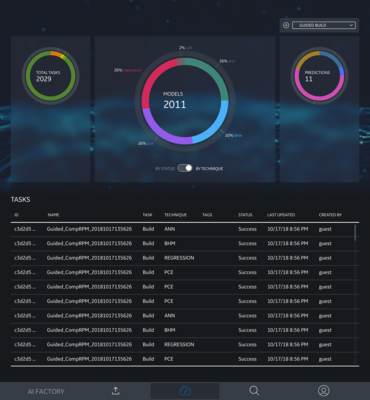 GUIDED BUILD
TOTAL TASKS
2029
2%
25%
26%
MODELS
2011
20%
26%
PREDICTIONS
11
BY STATUS
BY TECHNIQUE
TASKS
ID NAME TASK TECHNIQUE TAGS STATUS LAST UPDATED CREATED BY
c3d2d5 ... Guided_CompRPM_20181017135626 Build ANN Success 10/17/18 8:56 PM guest
c3d2d5 ... Guided_CompRPM_20181017135626 Build BHM Success 10/17/18 8:56 PM guest
c3d2d5 ... Guided_CompRPM_20181017135626 Build REGRESSION Success 10/17/18 8:56 PM guest
c3d2d5 ... Guided_CompRPM_20181017135626 Build PCE Success 10/17/18 8:56 PM guest
c3d2d5 ... Guided_CompRPM_20181017135626 Build REGRESSION Success 10/17/18 8:56 PM guest
c3d2d5 ... Guided_CompRPM_20181017135626 Build PCE Success 10/17/18 8:56 PM guest
c3d2d5 ... Guided_CompRPM_20181017135626 Build ANN Success 10/17/18 8:56 PM guest
c3d2d5 ... Guided_CompRPM_20181017135626 Build BHM Success 10/17/18 8:56 PM guest
c3d2d5 ... Guided_CompRPM_20181017135626 Build REGRESSION Success 10/17/18 8:56 PM guest
c3d2d5 ... Guided_CompRPM_20181017135626 Build PCE Success 10/17/18 8:56 PM guest
AI FACTORY